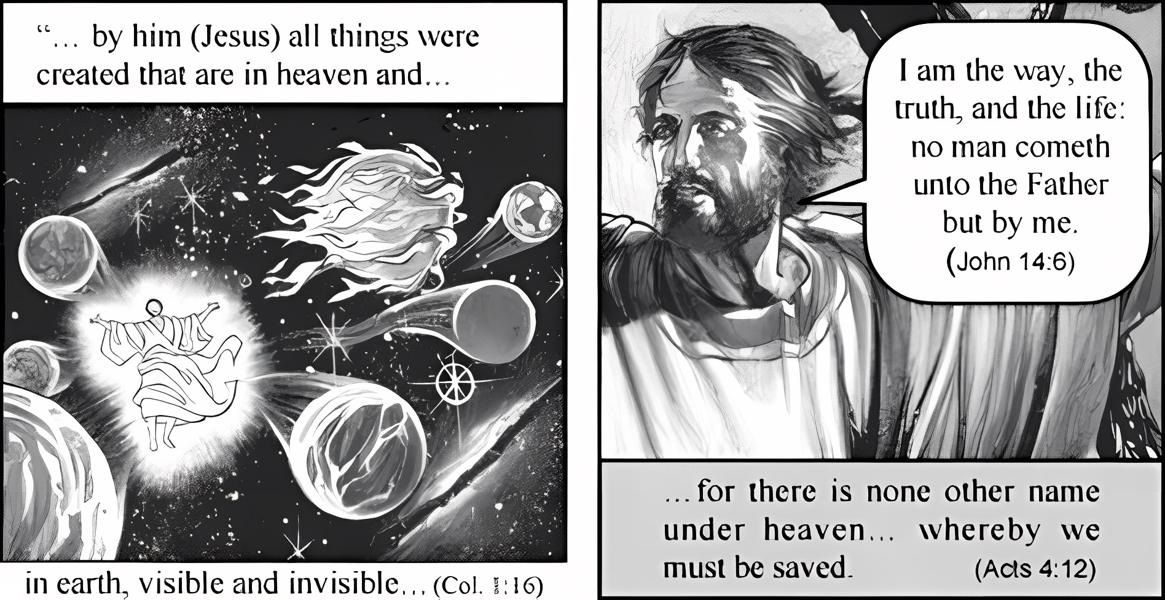 “... by him (Jesus) all things were
created that are in heaven and...
in earth, visible and invisible... (Col. 1:16)
I am the way, the
truth, and the life:
no man cometh
unto the Father
but by me.
(John 14:6)
...for there is none other name
under heaven... whereby we
must be saved. (Acts 4:12)